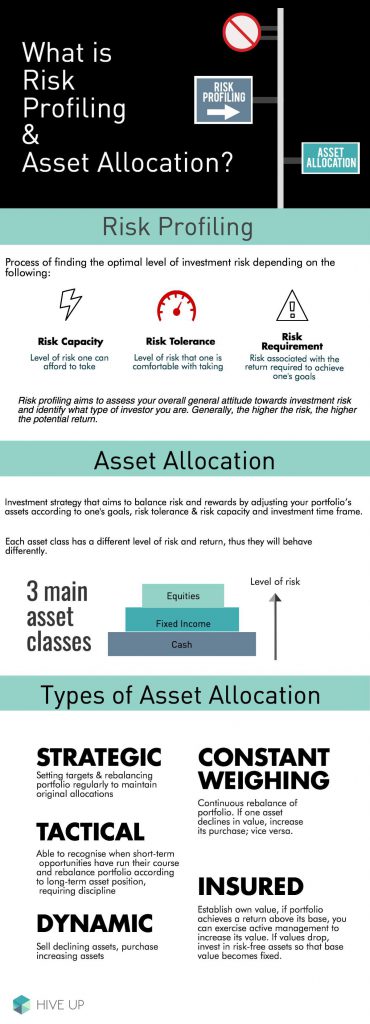 What is
Risk
Profiling
&
Asset Allocation?
RISK
PROFILING
ASSET
ALLOCATION
Risk Profiling
Process of finding the optimal level of investment risk depending on the
following:
Risk Capacity
Level of risk one can
afford to take
Risk Tolerance
Level of risk that one is
comfortable with taking
Risk
Requirement
Risk associated with the
return required to achieve
one's goals
Risk profiling aims to assess your overall general attitude towards investment risk
and identify what type of investor you are. Generally, the higher the risk, the higher
the potential return.
Asset Allocation
Investment strategy that aims to balance risk and rewards by adjusting your portfolio's
assets according to one's goals, risk tolerance & risk capacity and investment time frame.
Each asset class has a different level of risk and return, thus they will behave
differently.
3 main
asset
classes
Equities
Fixed Income
Cash
Level of risk
Types of Asset Allocation
STRATEGIC
Setting targets & rebalancing
portfolio regularly to maintain
original allocations
TACTICAL
Able to recognise when short-term
opportunities have run their course
and rebalance portfolio according
to long-term asset position,
requiring discipline
DYNAMIC
Sell declining assets, purchase
increasing assets
CONSTANT
WEIGHING
Continuous rebalance of
portfolio. If one asset
declines in value, increase
its purchase; vice versa.
INSURED
Establish own value, if portfolio
achieves a return above its base, you
can exercise active management to
increase its value. If values drop,
invest in risk-free assets so that base
value becomes fixed.
HIVE UP